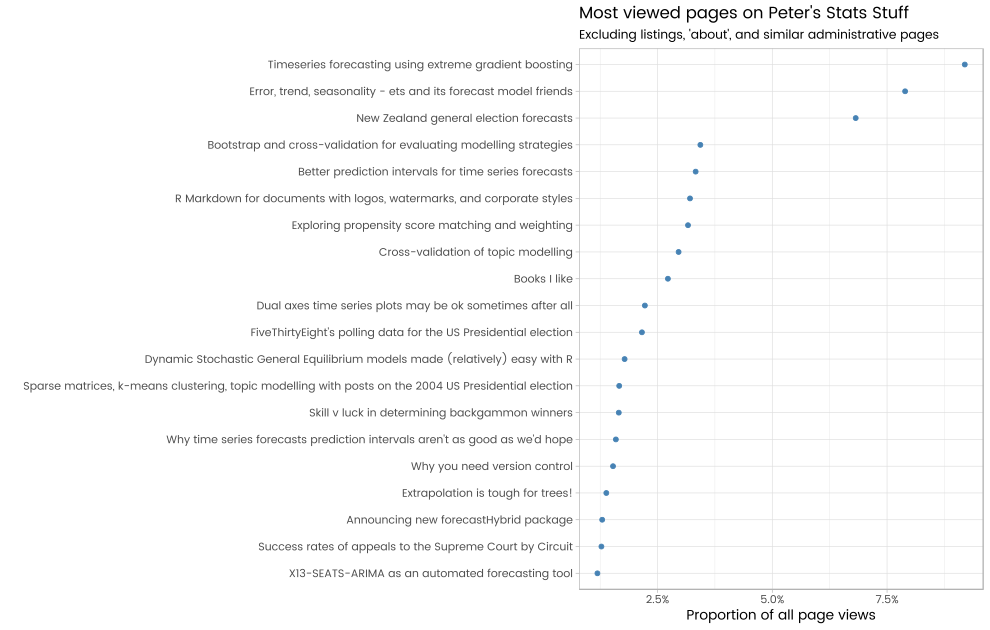 Most viewed pages on Peter's Stats Stuff
Excluding listings, 'about', and similar administrative pages
Timeseries forecasting using extreme gradient boosting
Error, trend, seasonality - ets and its forecast model friends
New Zealand general election forecasts
Bootstrap and cross-validation for evaluating modelling strategies
Better prediction intervals for time series forecasts
R Markdown for documents with logos, watermarks, and corporate styles
Exploring propensity score matching and weighting
Cross-validation of topic modelling
Books I like
Dual axes time series plots may be ok sometimes after all
FiveThirtyEight's polling data for the US Presidential election
Dynamic Stochastic General Equilibrium models made (relatively) easy with R
Sparse matrices, k-means clustering, topic modelling with posts on the 2004 US Presidential election
Skill v luck in determining backgammon winners
Why time series forecasts prediction intervals aren't as good as we'd hope
Why you need version control
Extrapolation is tough for trees!
Announcing new forecastHybrid package
Success rates of appeals to the Supreme Court by Circuit
X13-SEATS-ARIMA as an automated forecasting tool
2.5% 5.0% 7.5%
Proportion of all page views